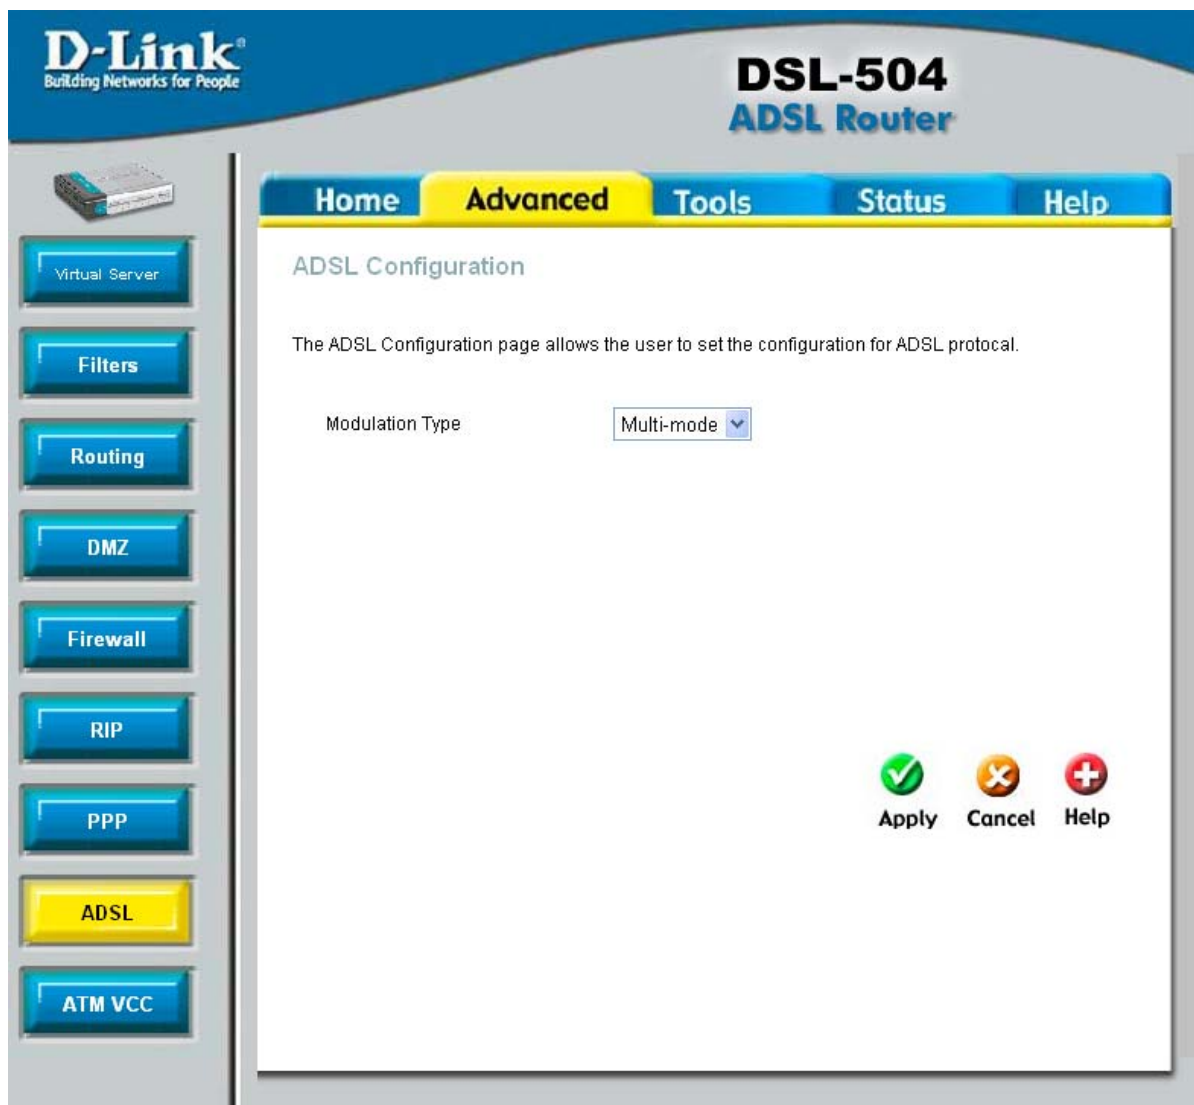 D-Link®
Building Networks for People
DSL-504
ADSL Router
Home Advanced Tools Status Help
Virtual Server
Filters
Routing
DMZ
Firewall
RIP
PPP
ADSL
ATM VCC
ADSL Configuration
The ADSL Configuration page allows the user to set the configuration for ADSL protocal.
Modulation Type Multi-mode
Apply Cancel Help